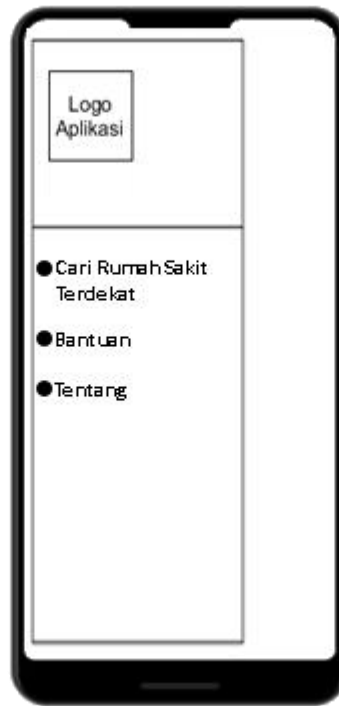 Logo
Aplikasi
Cari Rumah Sakit
Terdekat
Bantuan
Tentang